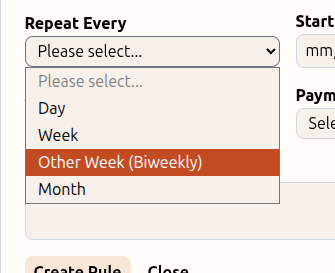 Repeat Every
Start
Please select...
mm/
Please select...
Day
Paym
Week
Sele
Other Week (Biweekly)
Month
Create Rule
Close